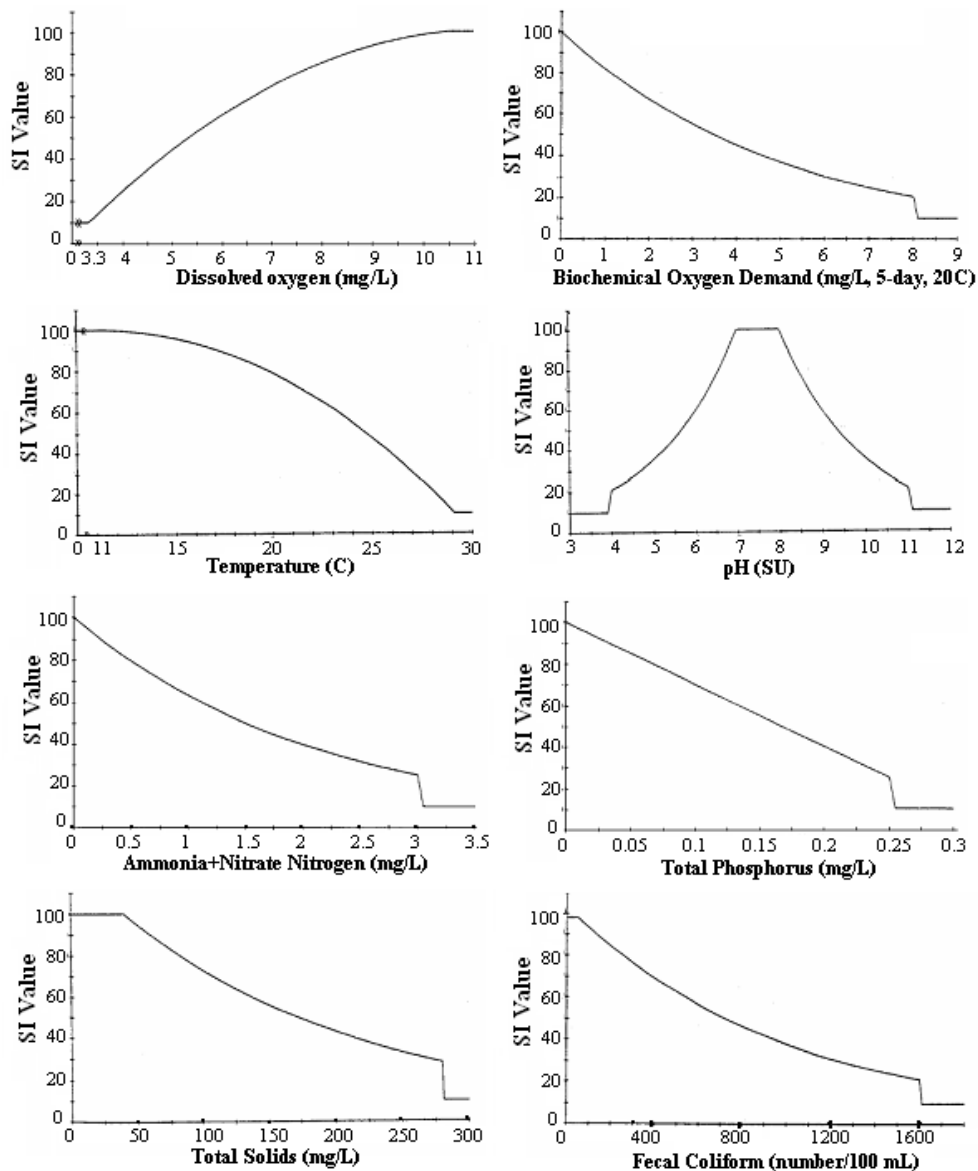 100
80
60
40
20
0
SI Value
0 3.3 4 5 6 7 8 9 10 11
Dissolved oxygen (mg/L)
100
80
60
40
20
0
SI Value
0 1 2 3 4 5 6 7 8 9
Biochemical Oxygen Demand (mg/L, 5-day, 20C)
100
80
60
40
20
0
SI Value
0 11 15 20 25 30
Temperature (C)
100
80
60
40
20
0
SI Value
3 4 5 6 7 8 9 10 11 12
pH (SU)
100
80
60
40
20
0
SI Value
0 0.5 1 1.5 2 2.5 3 3.5
Ammonia+Nitrate Nitrogen (mg/L)
100
80
60
40
20
0
SI Value
0 0.05 0.1 0.15 0.2 0.25 0.3
Total Phosphorus (mg/L)
100
80
60
40
20
0
SI Value
0 50 100 150 200 250 300
Total Solids (mg/L)
100
80
60
40
20
0
SI Value
0 400 800 1200 1600
Fecal Coliform (number/100 mL)